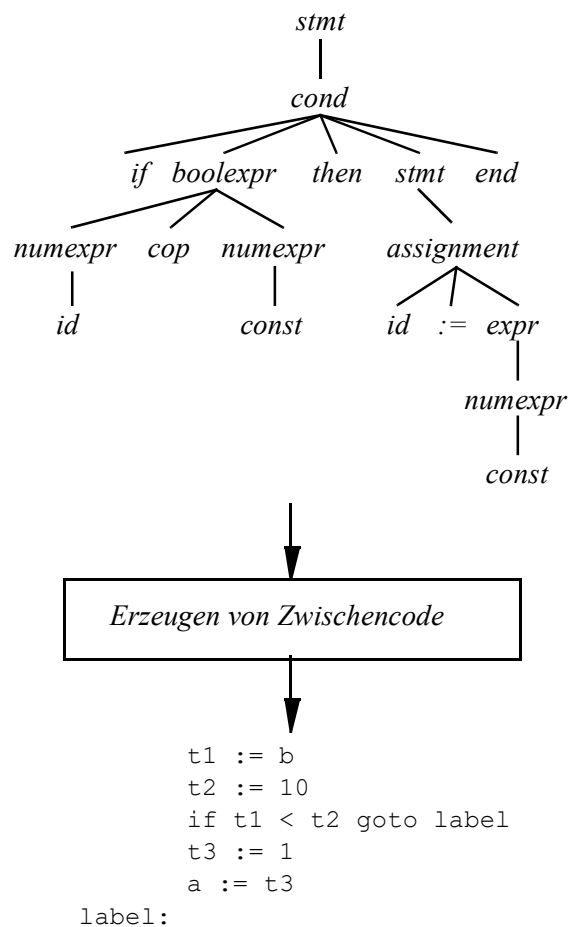 stmt
cond
if boolexpr then stmt end
numexpr cop numexpr assignment
id const id := expr
numexpr
const
Erzeugen von Zwischencode
t1 := b
t2 := 10
if t1 < t2 goto label
t3 := 1
a := t3
label: